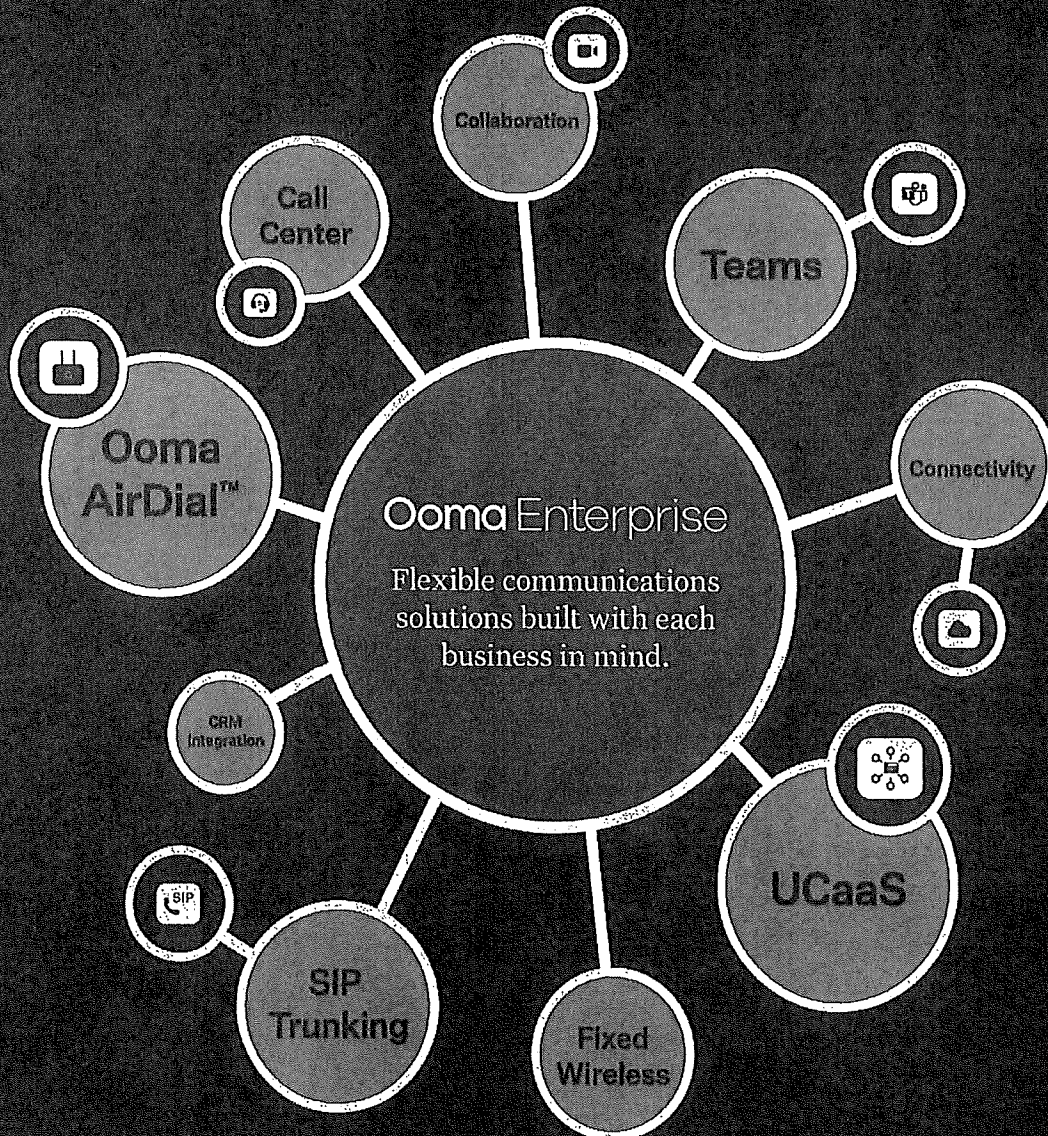 Collaboration
Call
Center
Teams
Ooma
AirDial™
Connectivity
Ooma Enterprise
Flexible communications
solutions built with each
business in mind.
CRM
Integration
UCaaS
SIP
SIP
Trunking
Fixed
Wireless